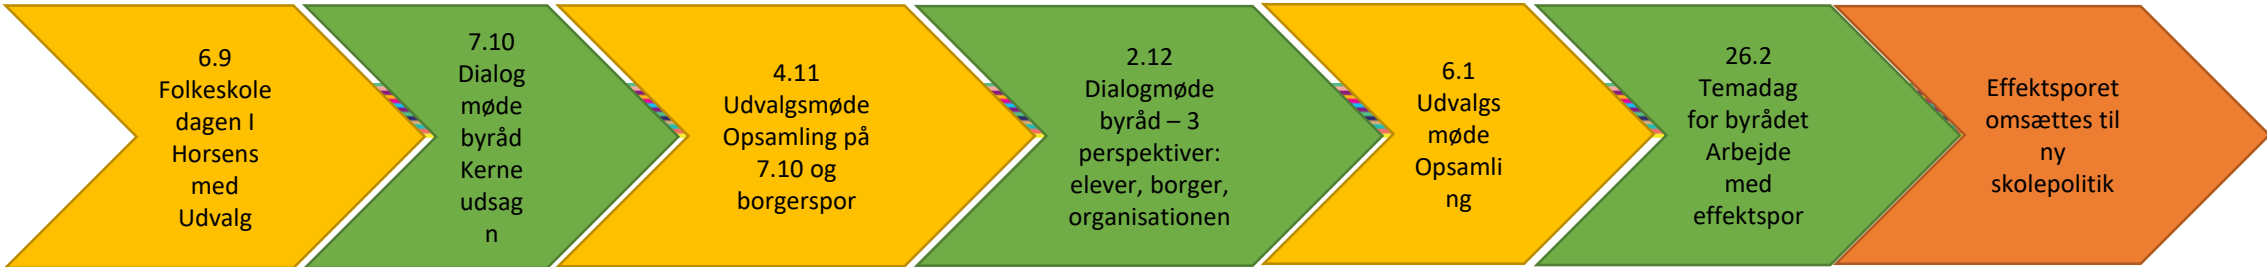 6.9
Folkeskole
dagen I
Horsens
med
Udvalg
7.10
Dialog
møde
byråd
Kerne
udsag
n
4.11
Udvalgsmøde
Opsamling på
7.10 og
borgerspor
2.12
Dialogmøde
byråd – 3
perspektiver:
elever, borger,
organisationen
6.1
Udvalgs
møde
Opsamli
ng
26.2
Temadag
for byrådet
Arbejde
med
effektspor
Effektsporet
omsættes til
ny
skolepolitik